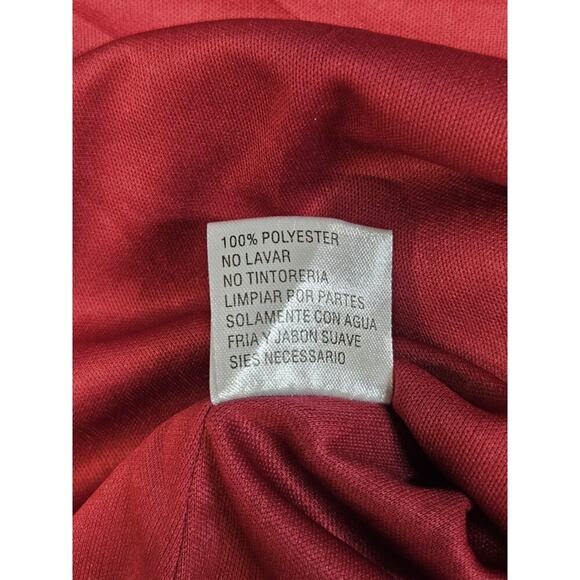 100% POLYESTER
NO LAVAR
NO TINTORERIA
LIMPIAR POR PARTES
SOLAMENTE CON AGUA
FRIA Y JABON SUAVE
SIES NECESSARIO